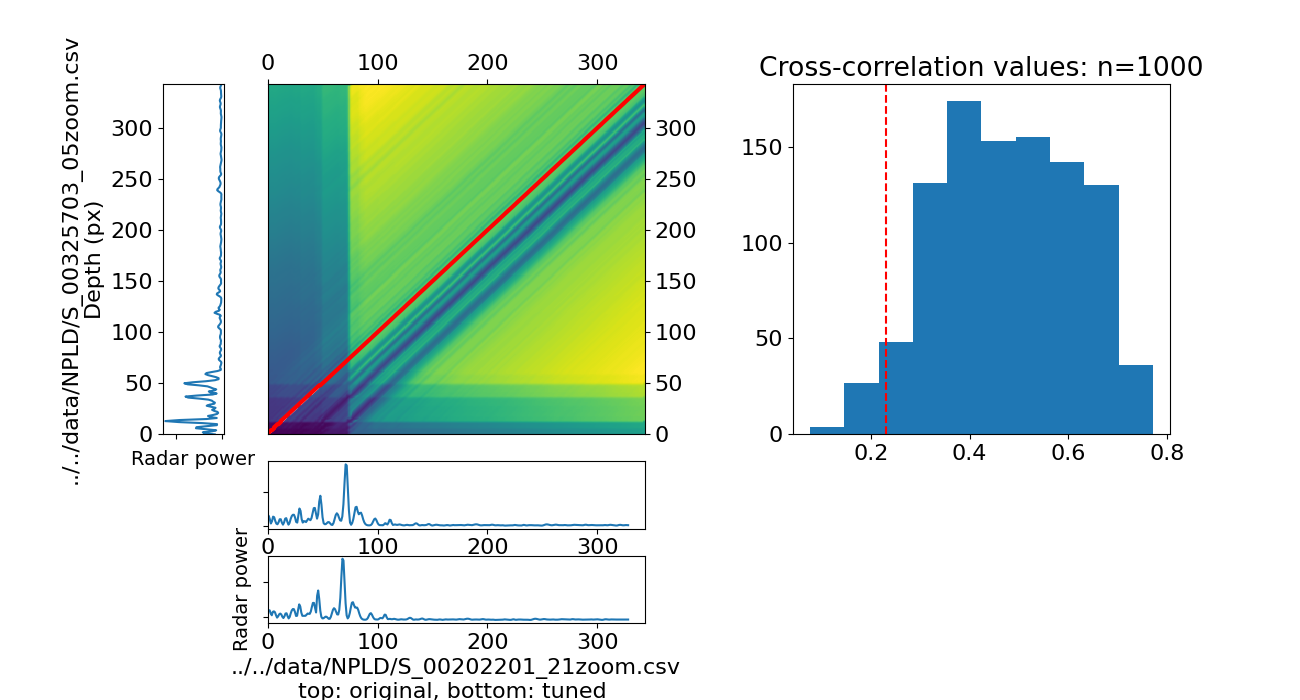 0 100 200 300
Cross-correlation values: n=1000
../../data/NPLD/S_00325703_05zoom.csv
Depth (px)
300 300
250 250
200 200
150 150
100 100
50 50
0 0
Radar power
150
100
50
0
0.2 0.4 0.6 0.8
0 100 200 300
Radar power
0 100 200 300
../../data/NPLD/S_00202201_21zoom.csv
top: original, bottom: tuned